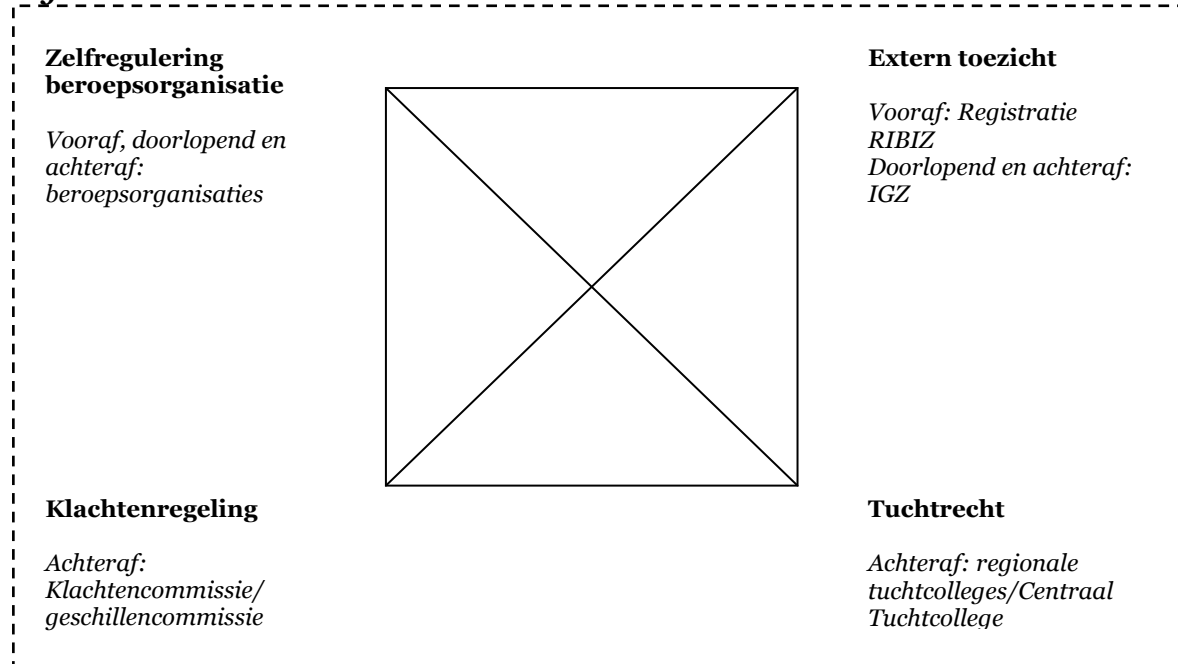 Zelfregulering
beroepsorganisatie
Vooraf, doorlopend en
achteraf:
beroepsorganisaties
Extern toezicht
Vooraf: Registratie
RIBIZ
Doorlopend en achteraf:
IGZ
Klachtenregeling
Achteraf:
Klachtencommissie/
geschillencommissie
Tuchtrecht
Achteraf: regionale
tuchtcolleges/Centraal
Tuchtcollege